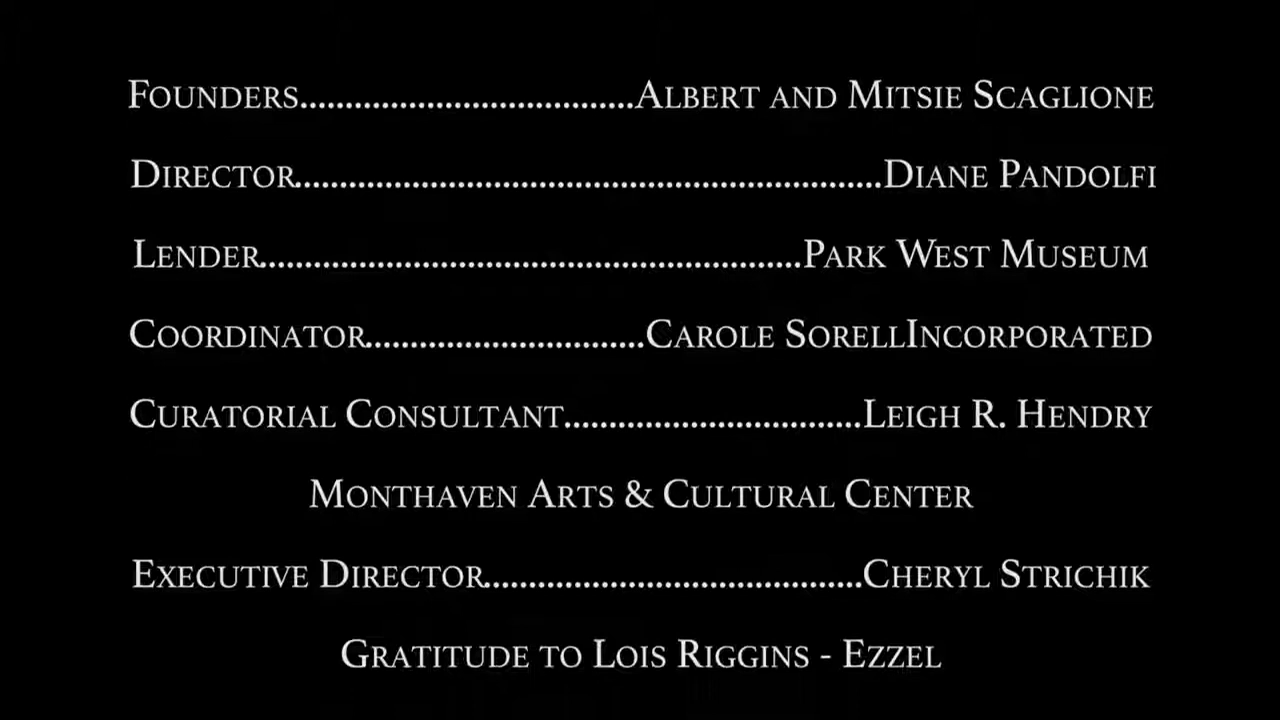 Founders......................................Albert and Mitsie Scaglione
Director...................................................................Diane Pandolfi
Lender..............................................................Park West Museum
Coordinator................................Carole SorellIncorporated
Curatorial Consultant..................................Leigh R. Hendry
Monthaven Arts & Cultural Center
Executive Director...........................................Cheryl Strichik
Gratitude to Lois Riggins - Ezzel